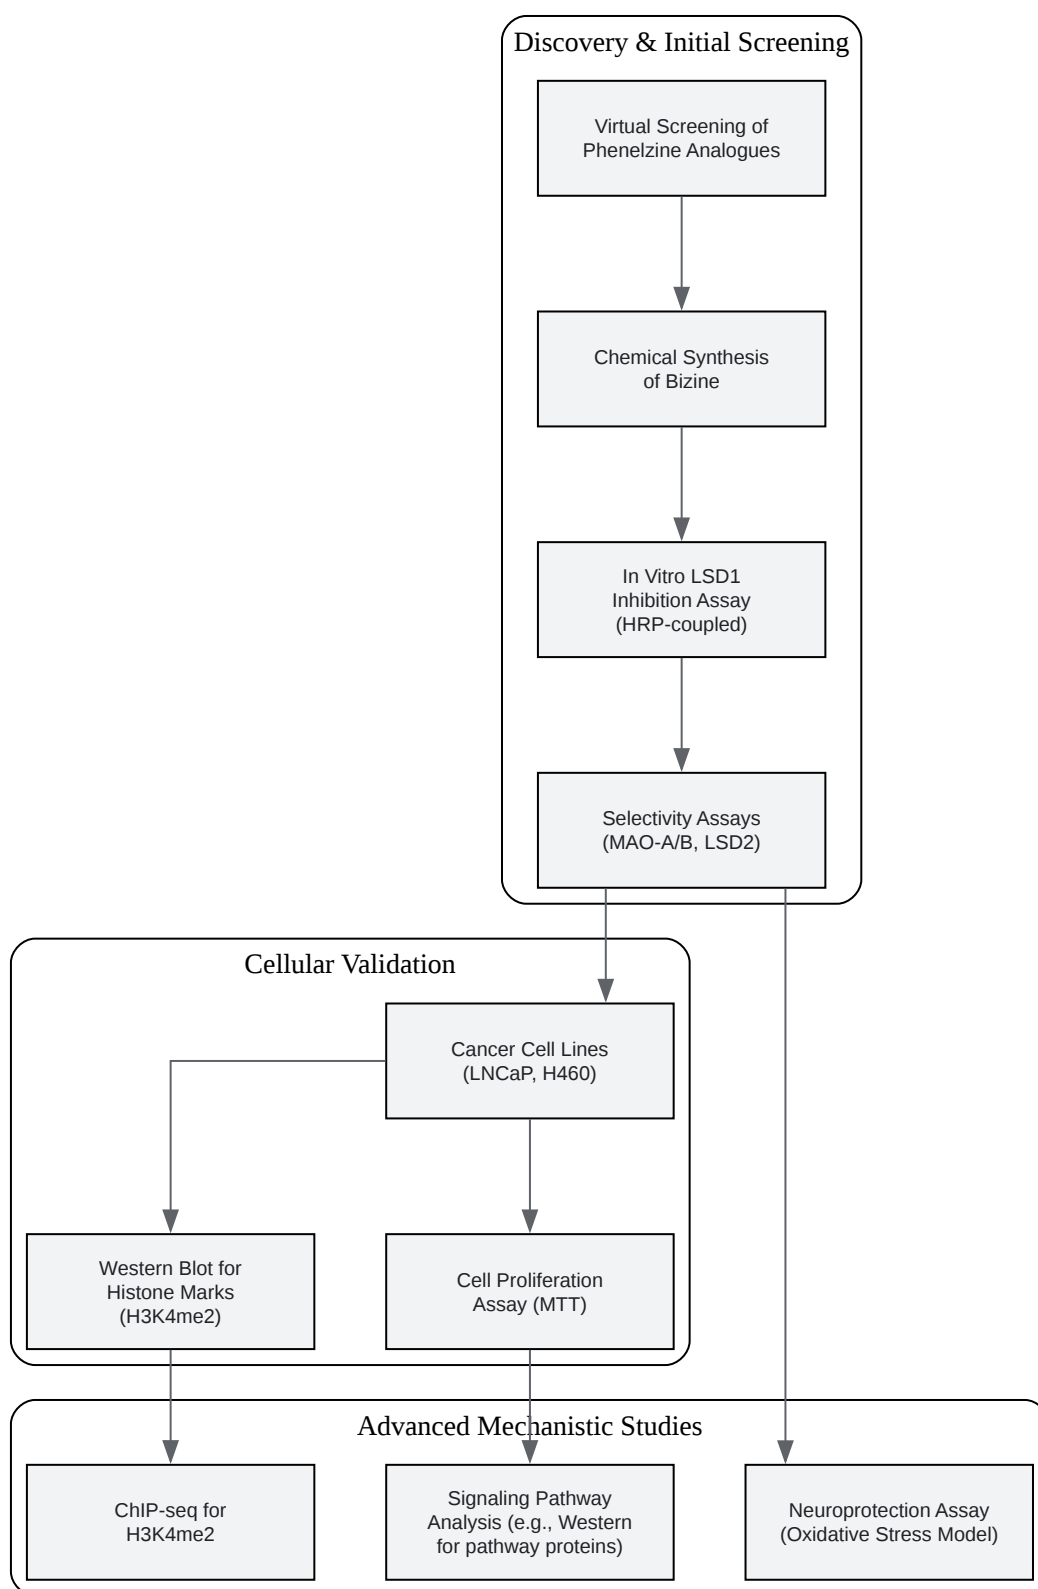 Discovery & Initial Screening
Virtual Screening of
Phenelzine Analogues
Chemical Synthesis
of Bizine
In Vitro LSD1
Inhibition Assay
(HRP-coupled)
Selectivity Assays
(MAO-A/B, LSD2)
Cellular Validation
Cancer Cell Lines
(LNCaP, H460)
Western Blot for
Histone Marks
(H3K4me2)
Cell Proliferation
Assay (MTT)
Advanced Mechanistic Studies
ChIP-seq for
H3K4me2
Signaling Pathway
Analysis (e.g., Western
for pathway proteins)
Neuroprotection Assay
(Oxidative Stress Model)